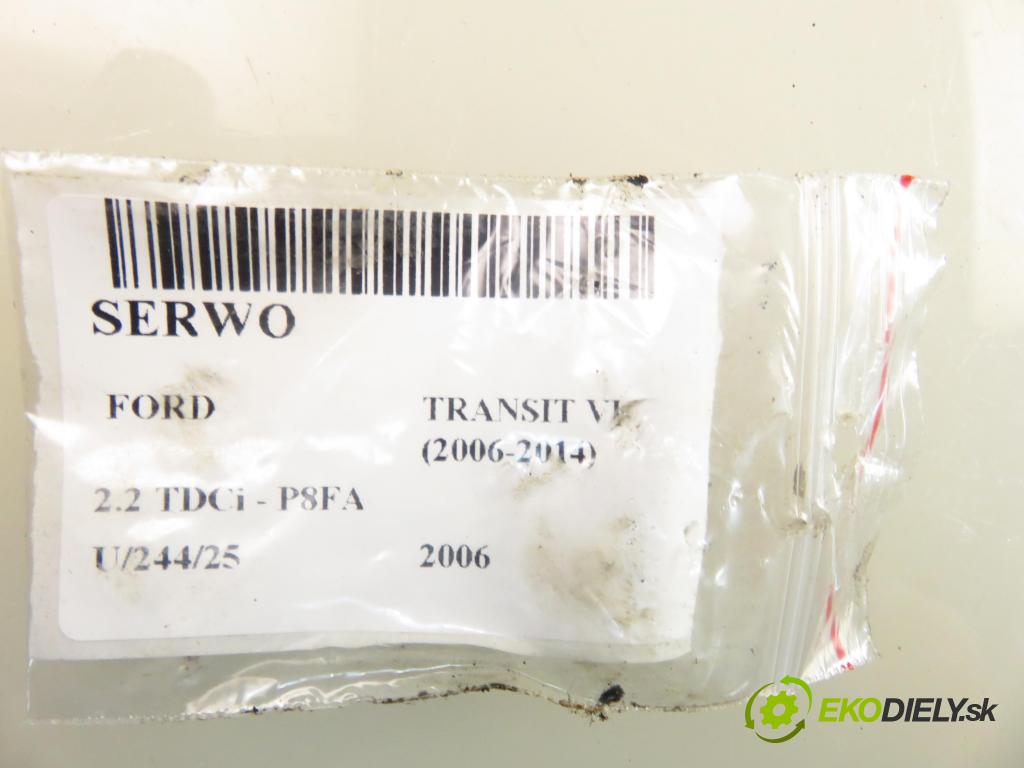 SERWO
FORD TRANSIT VI
(2006-2014)
2.2 TDCi - P8FA
U/244/25 2006
EKODIELY.sk